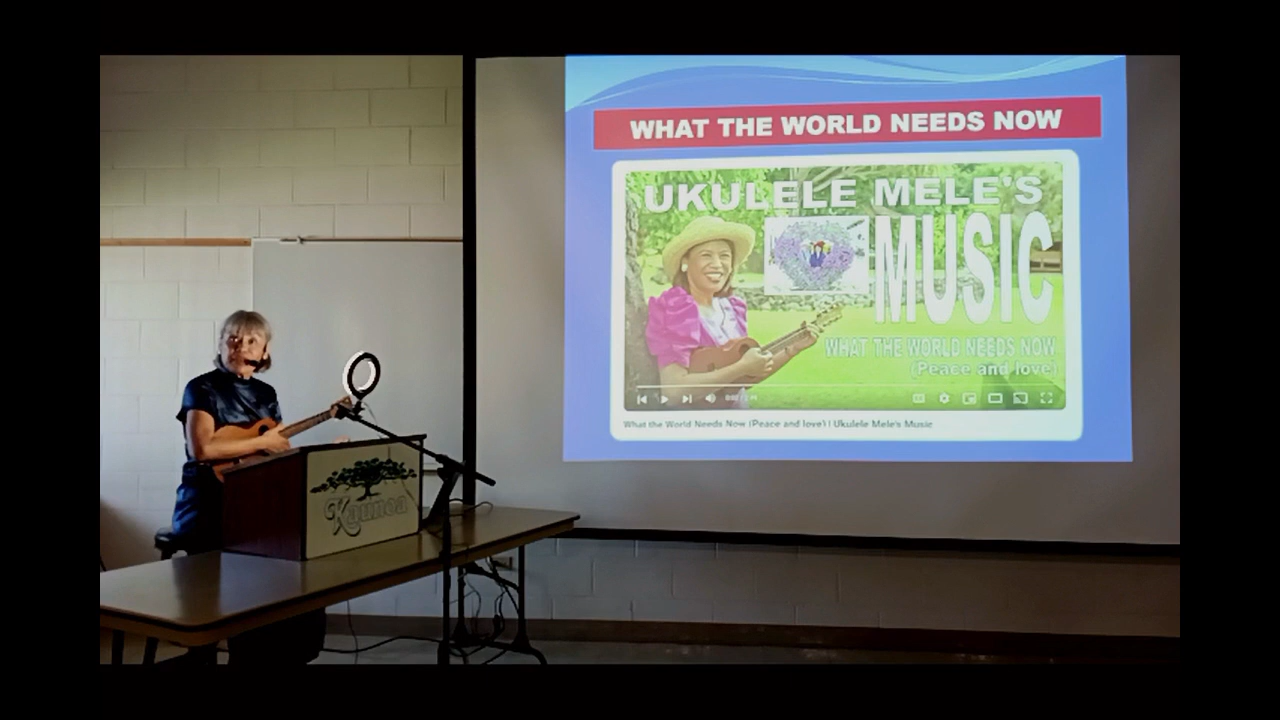 WHAT THE WORLD NEEDS NOW
UKULELE MELE'S
MUSIC
WHAT THE WORLD NEEDS NOW
(Peace and love)
What the World Needs Now (Peace and love) | Ukulele Mele's Music
Kaunoa